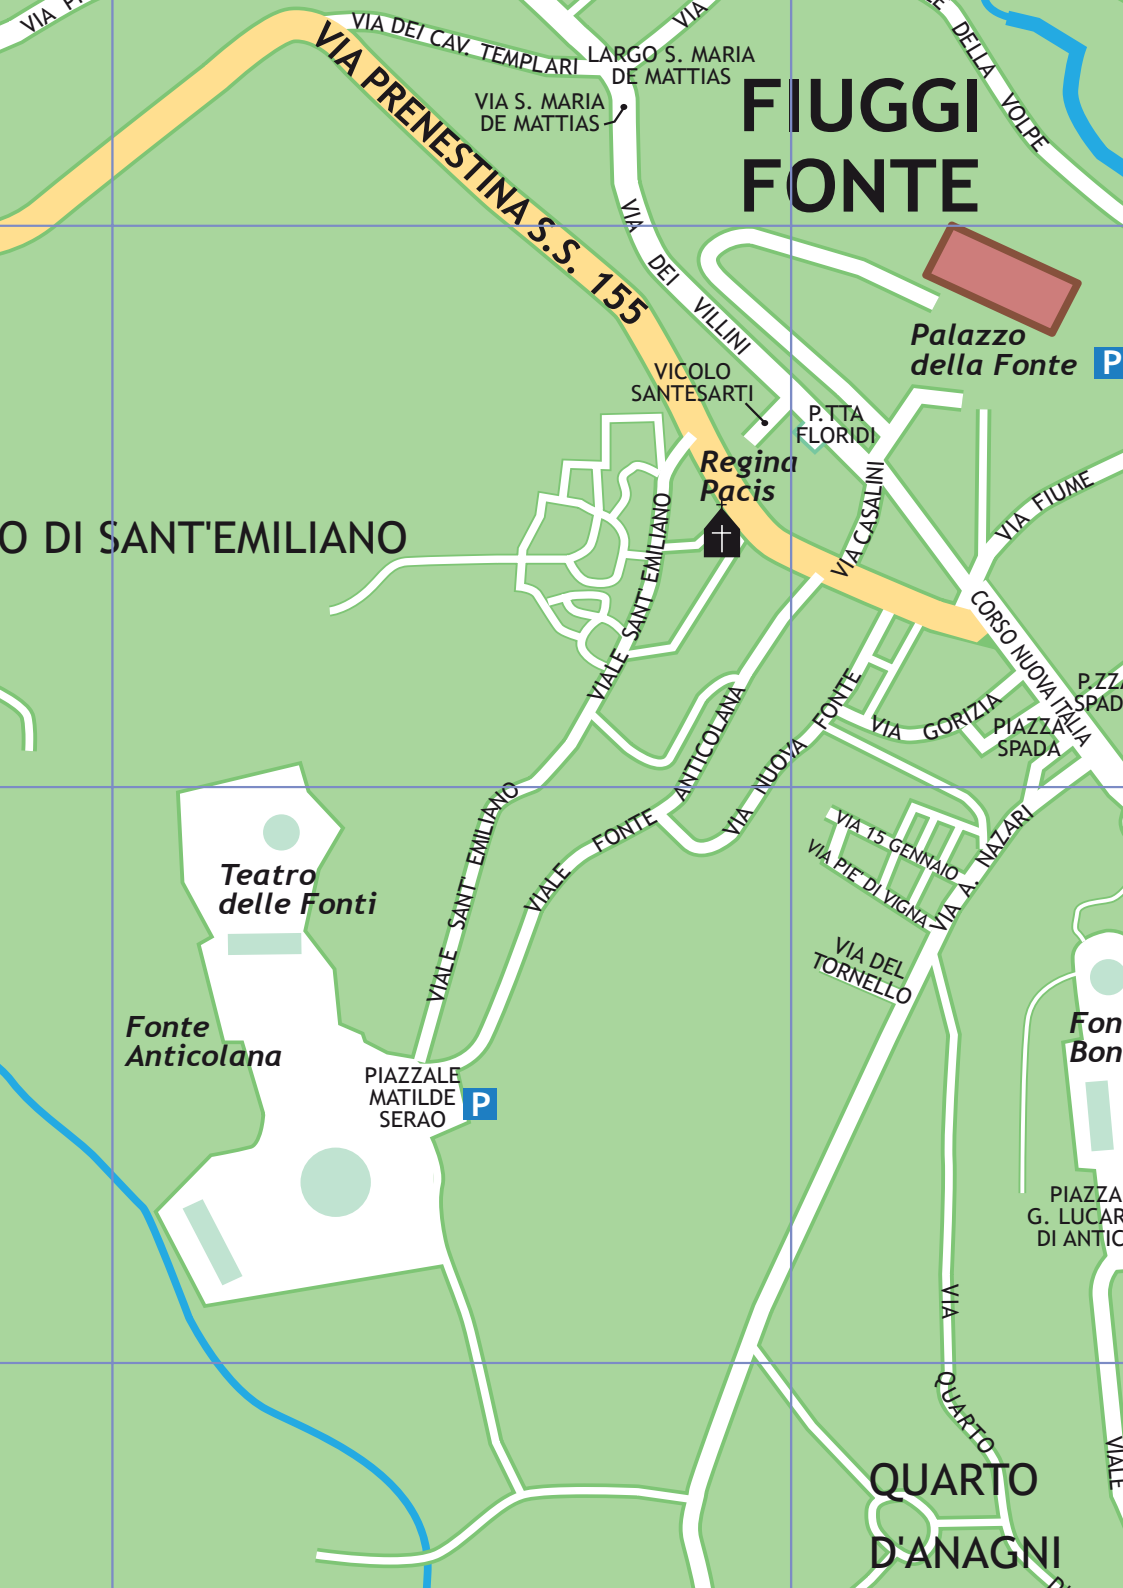 VIA
VIA DEI CAV. TEMPLARI
LARGO S. MARIA
DE MATTIAS
VIA
DELLA VOLPE
VIA PRENESTINA S.S. 155
VIA S. MARIA
DE MATTIAS
FIUGGI
FONTE
VIA DEI VILLINI
Palazzo
della Fonte
P
VICOLO
SANTESARTI
P.TTA
FLORIDI
Regina
Pacis
VIA CASALINI
VIA FIUME
O DI SANT'EMILIANO
VIALE SANT' EMILIANO
CORSO NUOVA ITALIA
P.ZZA
SPAD
VIA GORIZIA
PIAZZA
SPADA
VIA NUOVA FONTE
VIALE FONTE ANTICOLANA
VIALE SANT' EMILIANO
VIA 15 GENNAIO
VIA PIE' DI VIGNA
VIA A. NAZARI
VIA DEL
TORNELLO
Teatro
delle Fonti
Fonte
Anticolana
Fon
Bon
PIAZZALE
MATILDE
SERAO
P
PIAZZA
G. LUCAR
DI ANTIC
VIA QUARTO
VIALE
QUARTO
D'ANAGNI